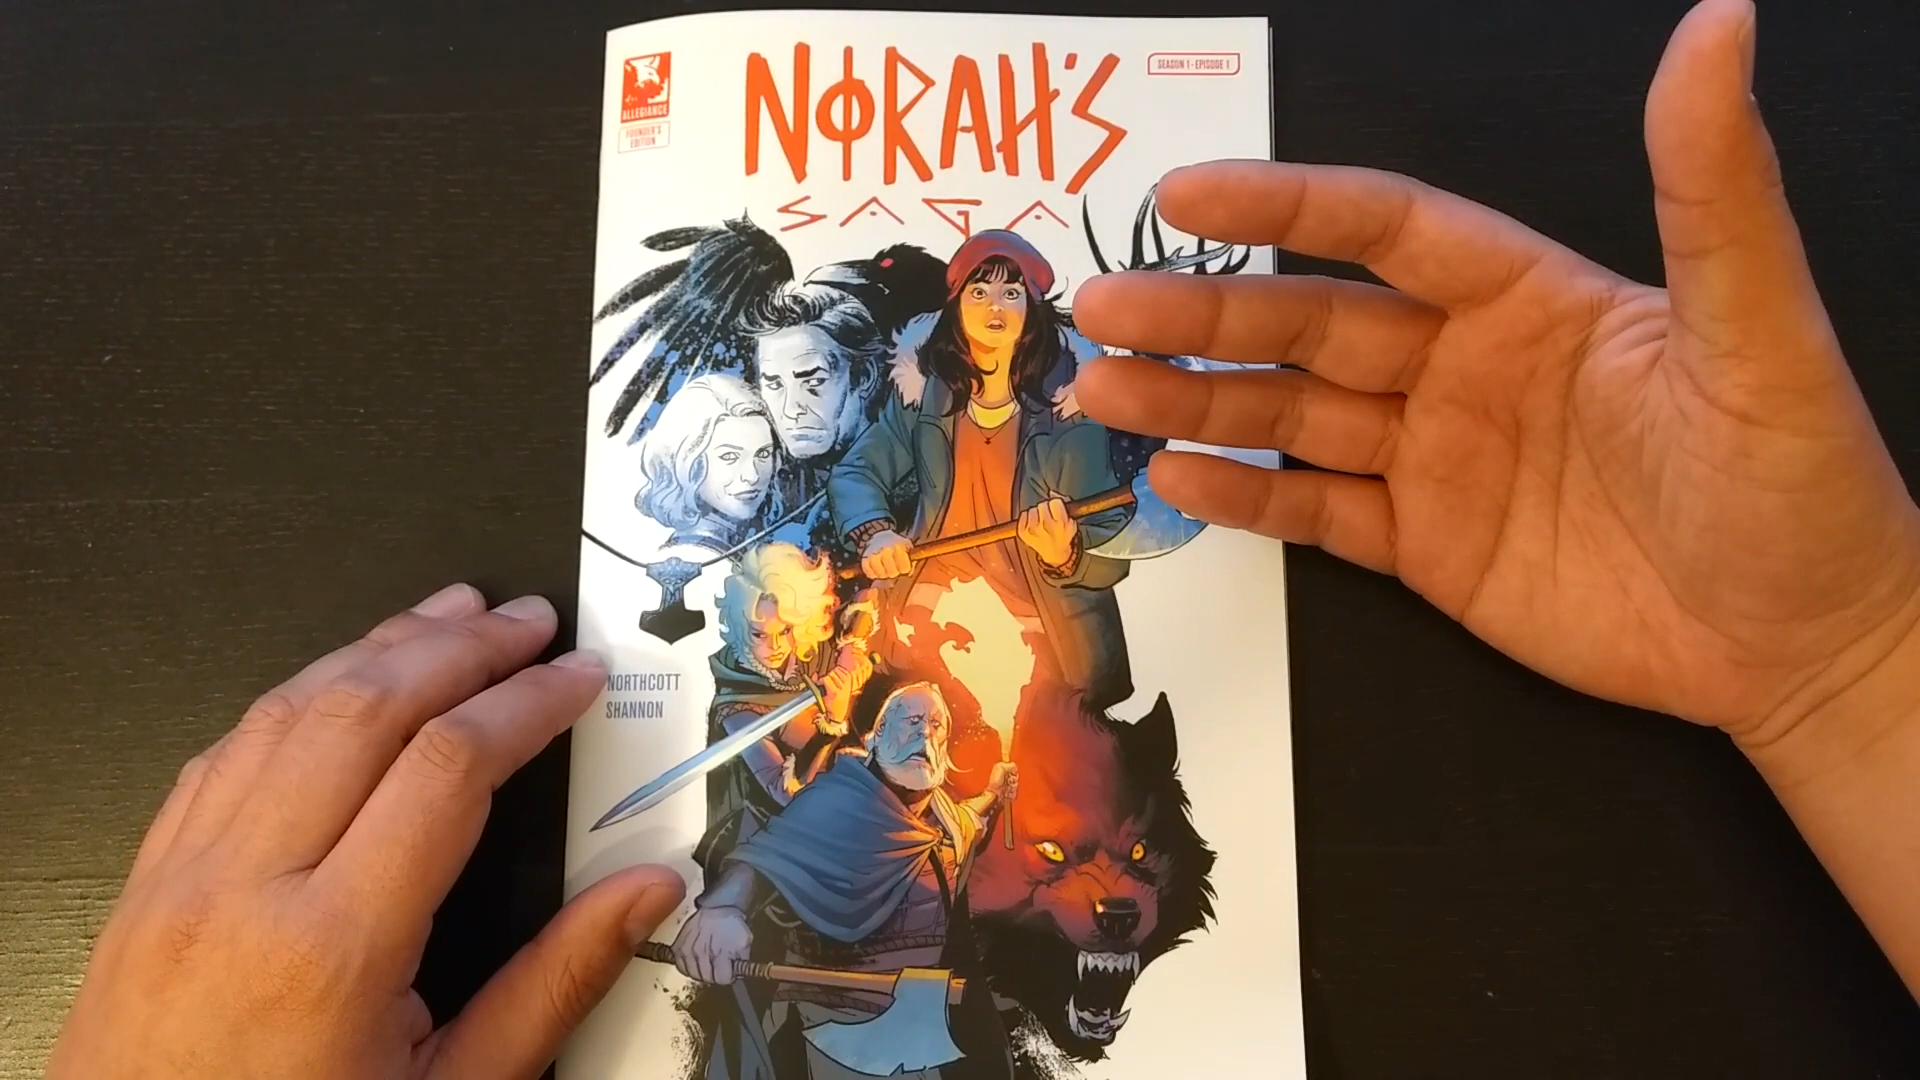 ALLEGIANCE
FOUNDER'S
EDITION
NORAH'S
SAGA
SEASON 1 - EPISODE 1
NORTHCOTT
SHANNON